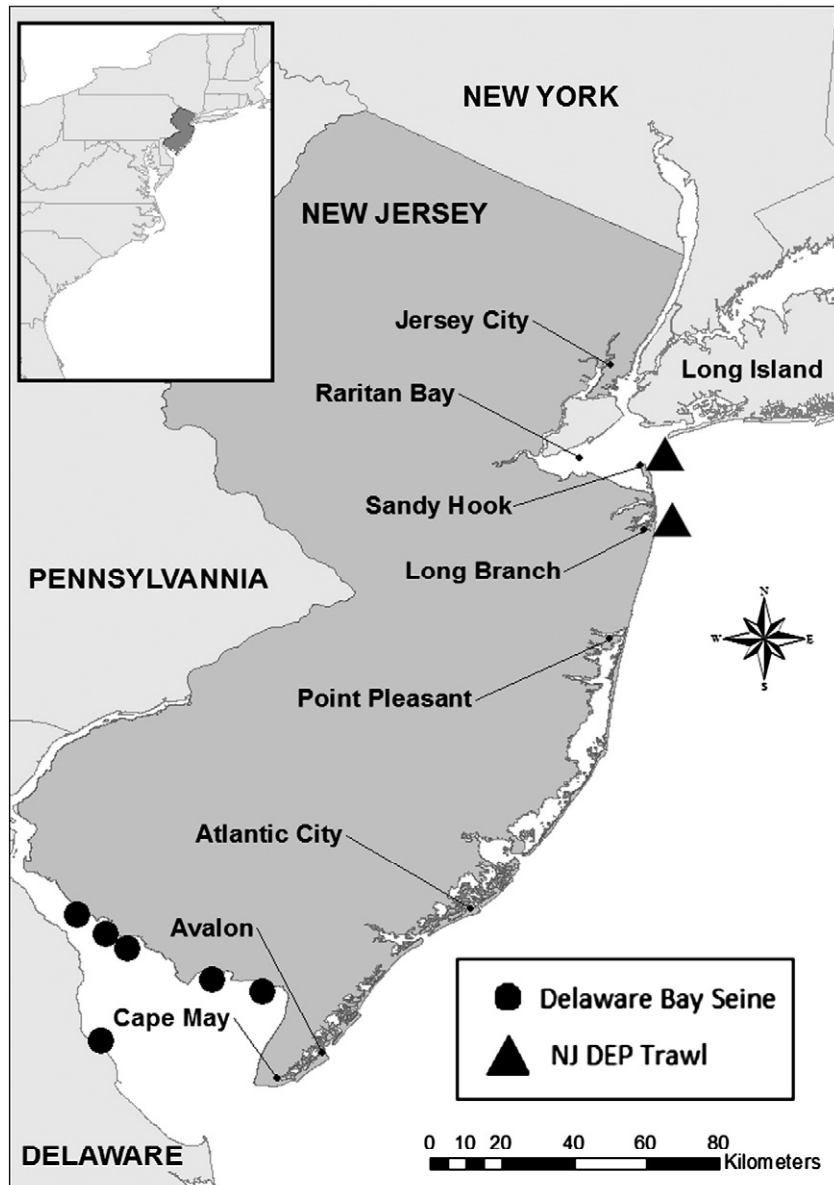 NEW YORK
NEW JERSEY
Jersey City
Long Island
Raritan Bay
Sandy Hook
Long Branch
PENNSYLVANNIA
N
W
E
S
Point Pleasant
Atlantic City
Avalon
Cape May
Delaware Bay Seine
NJ DEP Trawl
DELAWARE
0 10 20 40 60 80
Kilometers